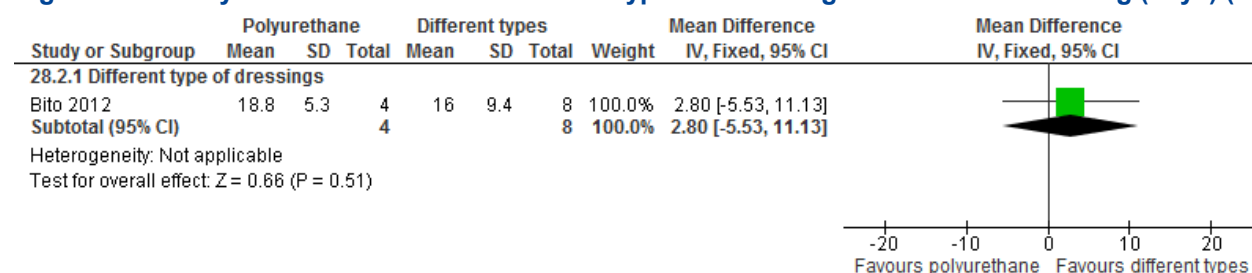 Polyurethane Different types Mean Difference Mean Difference
Study or Subgroup Mean SD Total Mean SD Total Weight IV, Fixed, 95% CI IV, Fixed, 95% CI
28.2.1 Different type of dressings
Bito 2012 18.8 5.3 4 16 9.4 8 100.0% 2.80 [-5.53, 11.13]
Subtotal (95% CI) 4 8 100.0% 2.80 [-5.53, 11.13]
Heterogeneity: Not applicable
Test for overall effect: Z = 0.66 (P = 0.51)
-20 -10 0 10 20
Favours polyurethane Favours different types